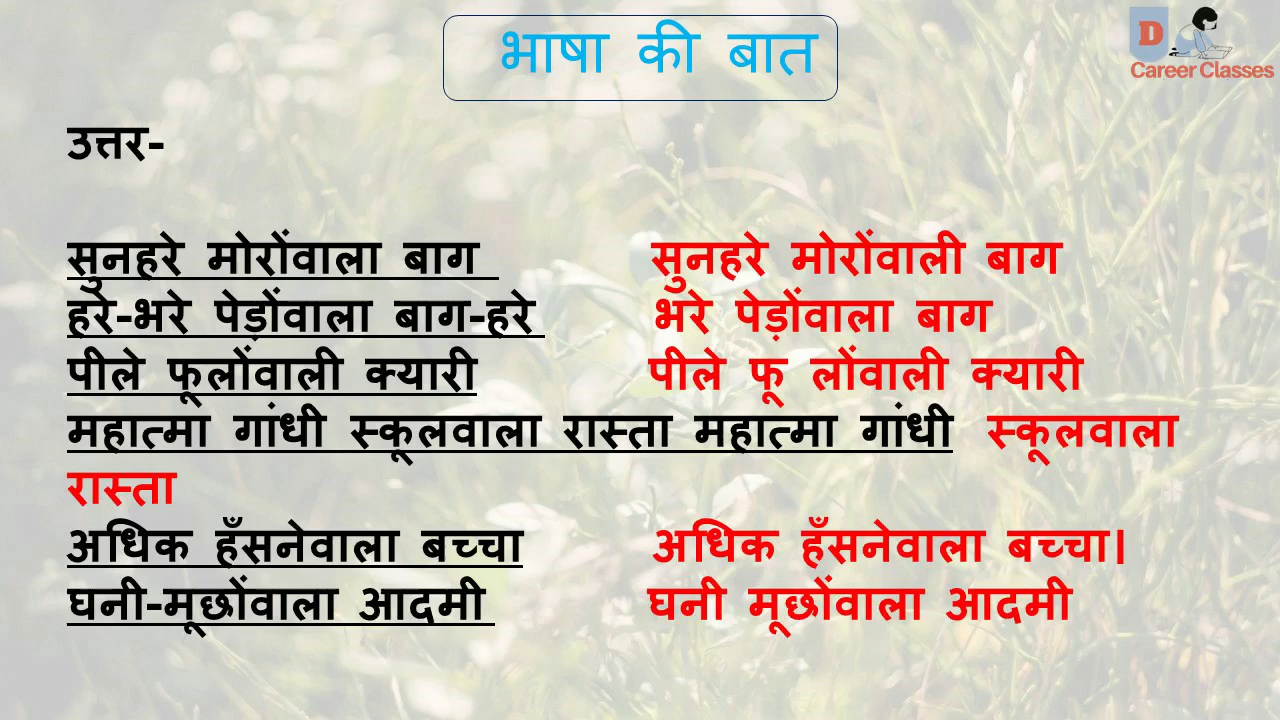 भाषा की बात
D
Career Classes
उत्तर-
सुनहरे मोरोंवाला बाग सुनहरे मोरोंवाली बाग
हरे-भरे पेड़ोंवाला बाग-हरे भरे पेड़ोंवाला बाग
पीले फूलोंवाली क्यारी पीले फू लोंवाली क्यारी
महात्मा गांधी स्कूलवाला रास्ता महात्मा गांधी स्कूलवाला
रास्ता
अधिक हँसनेवाला बच्चा अधिक हँसनेवाला बच्चा।
घनी-मूछोंवाला आदमी घनी मूछोंवाला आदमी